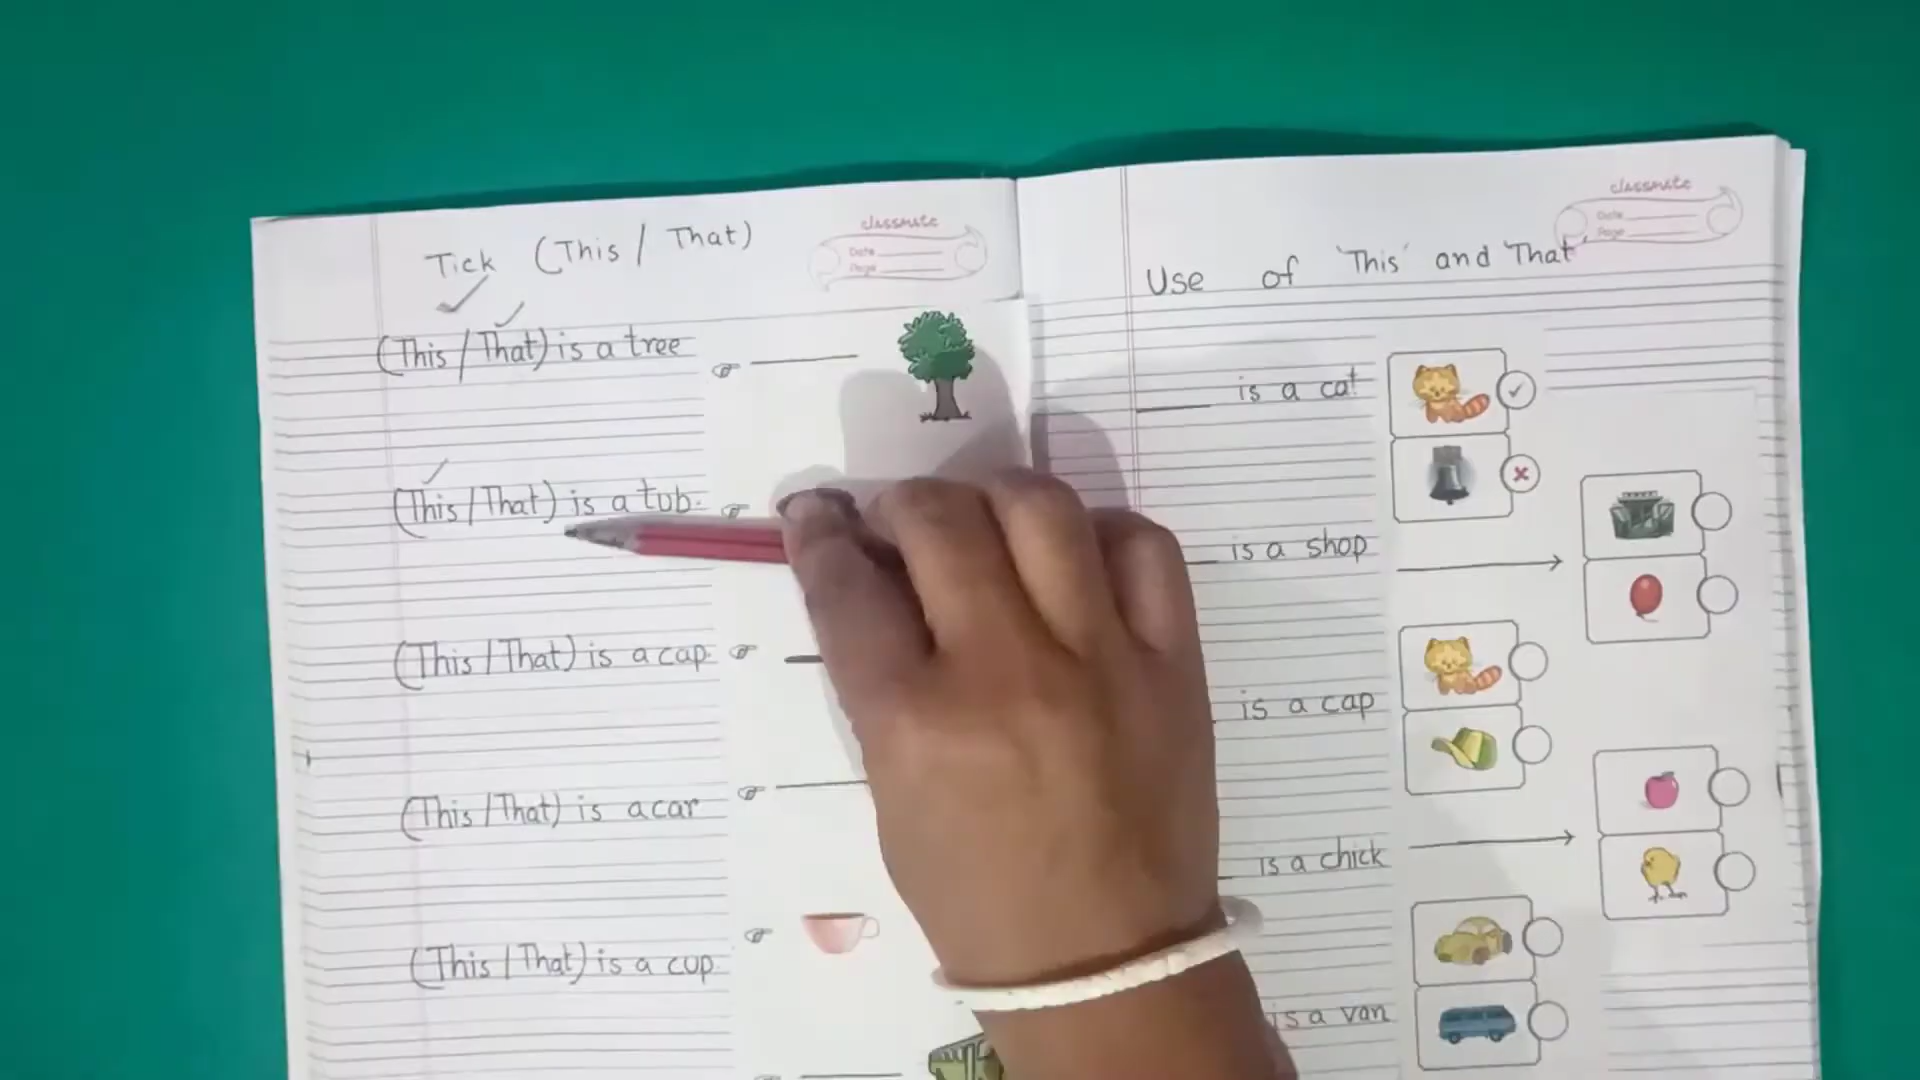 Tick (This / That)
classmate
Date
Page
(This / That) is a tree
(This / That) is a tub.
(This / That) is a cap.
(This / That) is a car
(This / That) is a cup.
classmate
Date
Page
Use of 'This' and 'That'
is a cat
is a shop
is a cap
is a chick
is a van